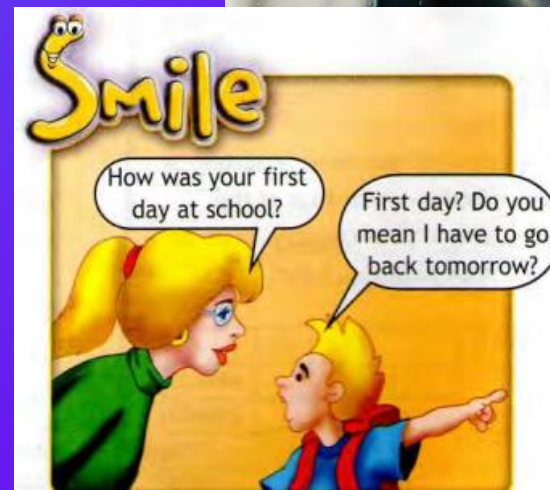 Smile
How was your first
day at school?
First day? Do you
mean I have to go
back tomorrow?